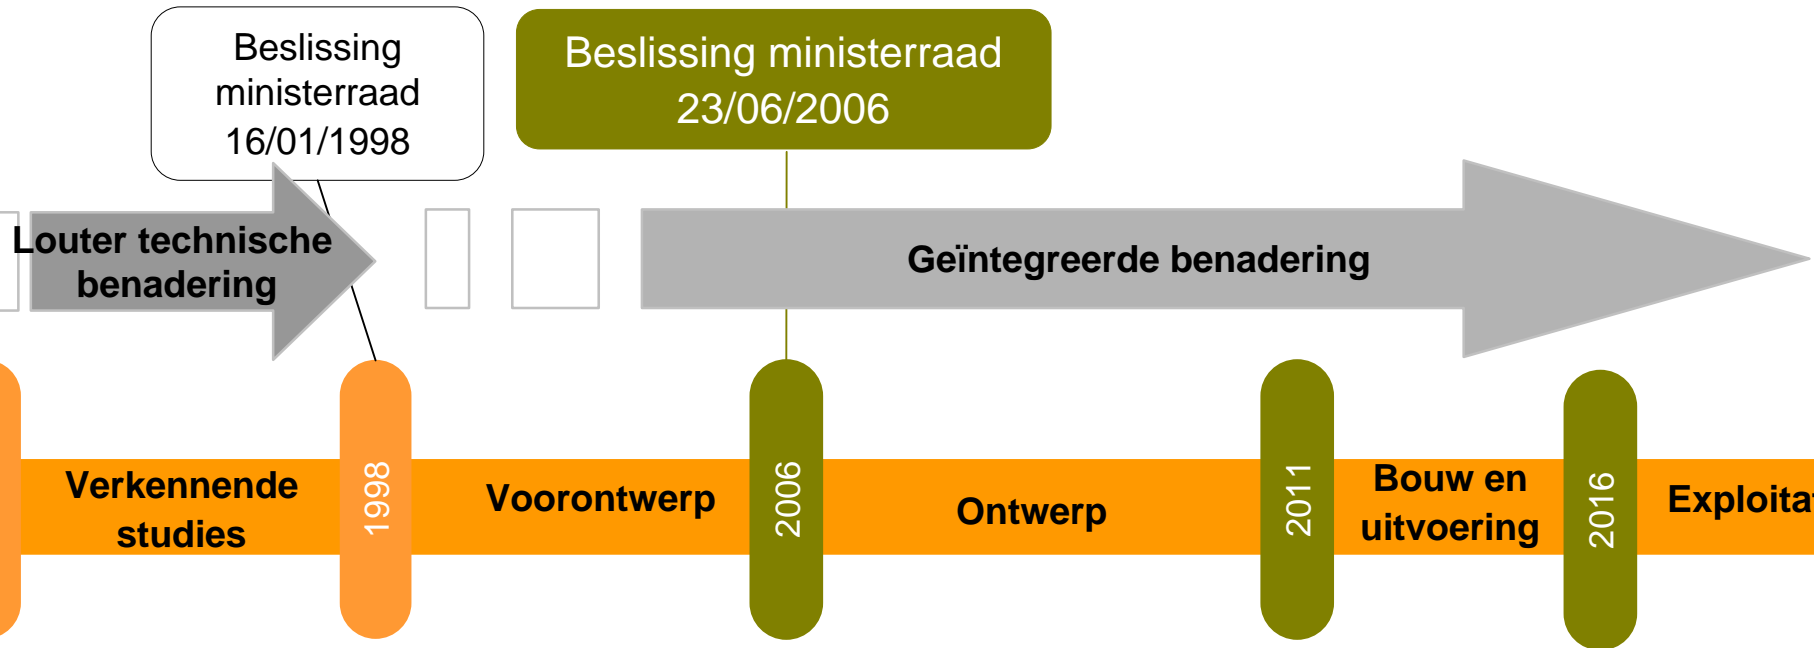 Beslissing
ministerraad
16/01/1998
Beslissing ministerraad
23/06/2006
Louter technische
benadering
Geïntegreerde benadering
Verkennende
studies
1998
Voorontwerp
2006
Ontwerp
2011
Bouw en
uitvoering
2016